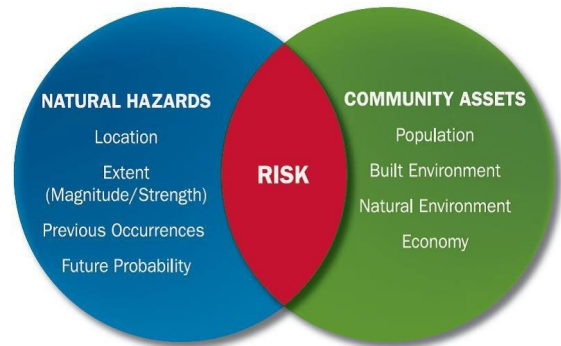 NATURAL HAZARDS
Location
Extent
(Magnitude/Strength)
Previous Occurrences
Future Probability
RISK
COMMUNITY ASSETS
Population
Built Environment
Natural Environment
Economy